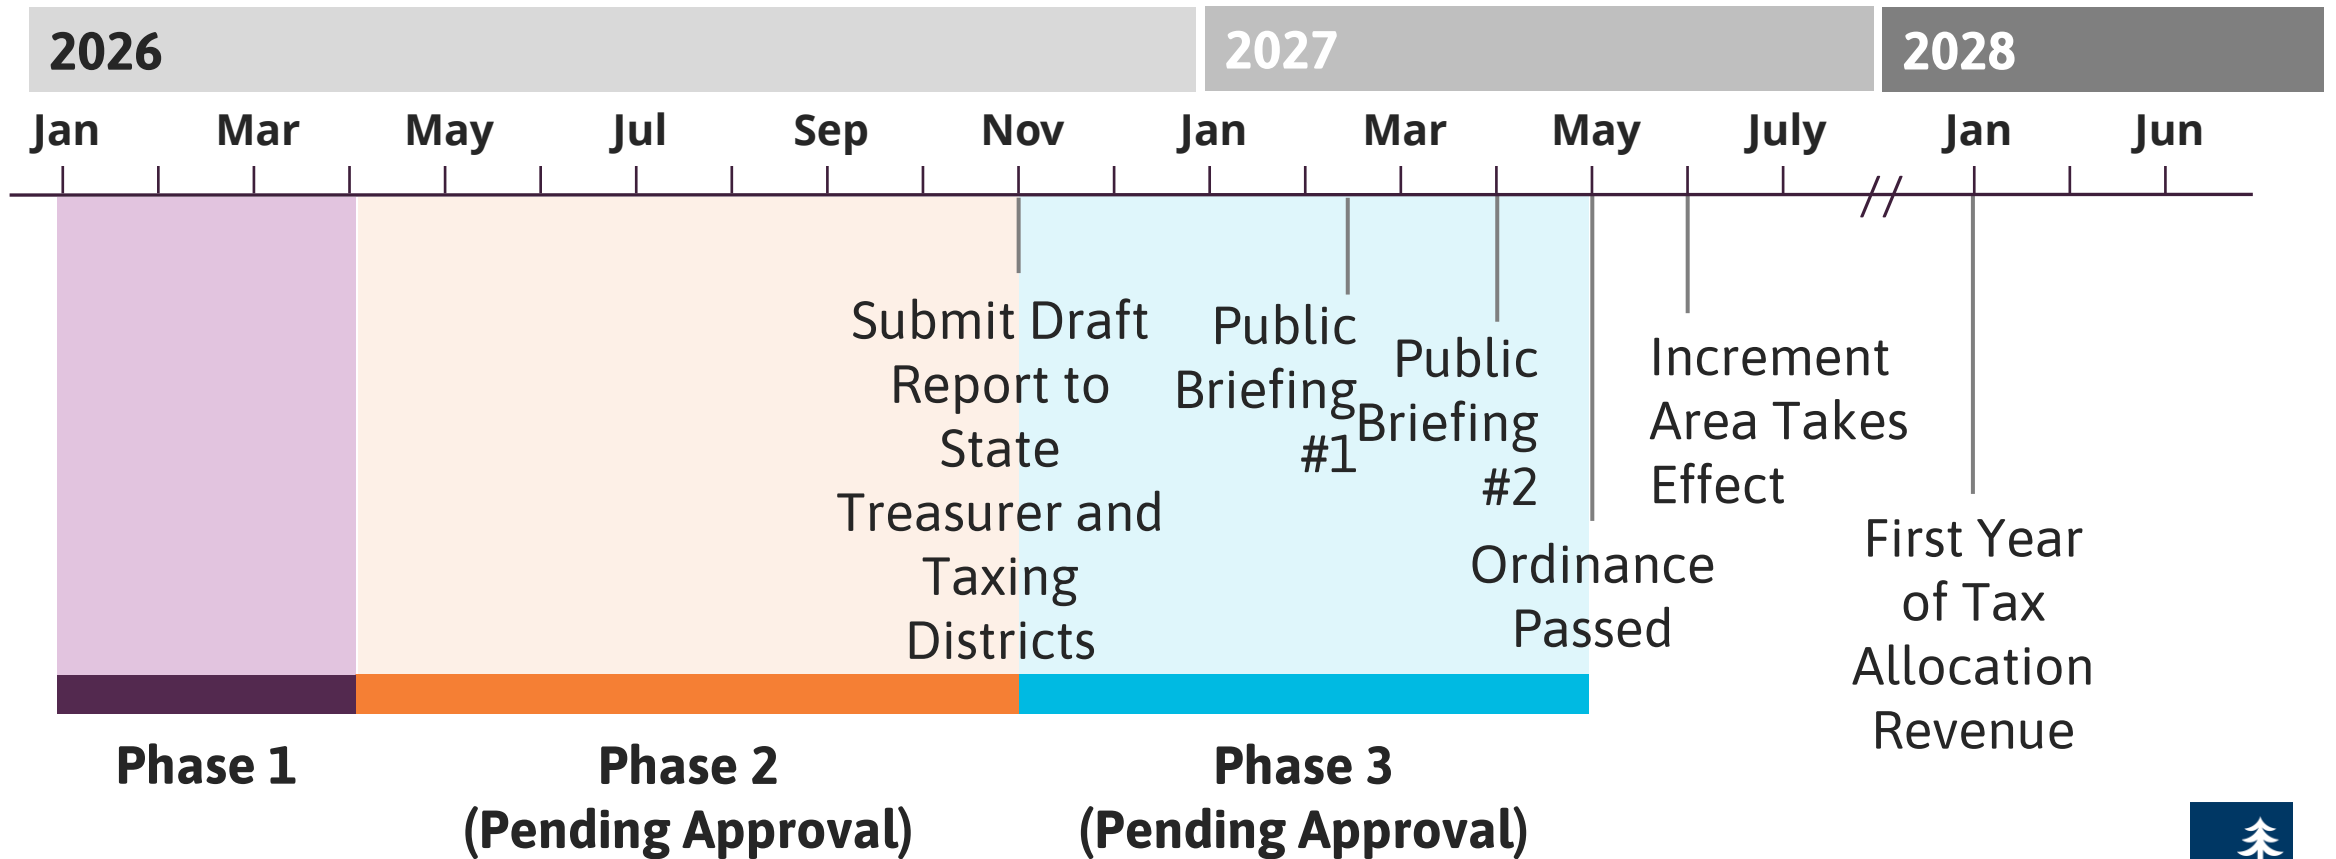 2026
2027
2028
Jan Mar May Jul Sep Nov Jan Mar May July Jan Jun
Submit Draft
Report to
State
Treasurer and
Taxing
Districts
Public
Briefing
#1
Public
Briefing
#2
Ordinance
Passed
Increment
Area Takes
Effect
First Year
of Tax
Allocation
Revenue
Phase 1
Phase 2
(Pending Approval)
Phase 3
(Pending Approval)